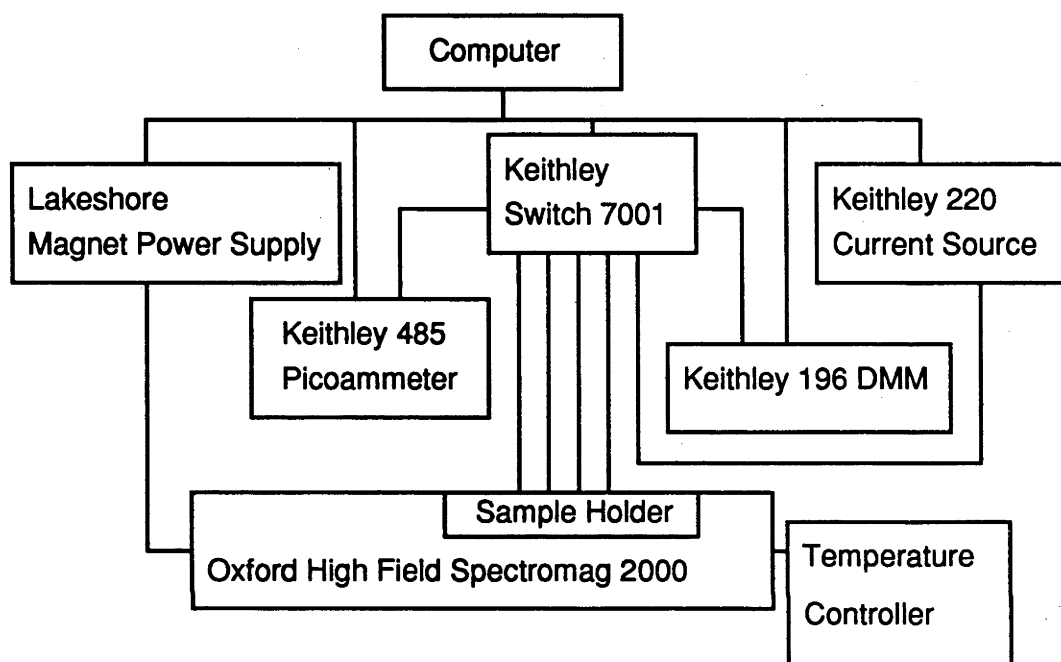 Computer
Lakeshore
Magnet Power Supply
Keithley
Switch 7001
Keithley 220
Current Source
Keithley 485
Picoammeter
Keithley 196 DMM
Sample Holder
Oxford High Field Spectromag 2000
Temperature
Controller